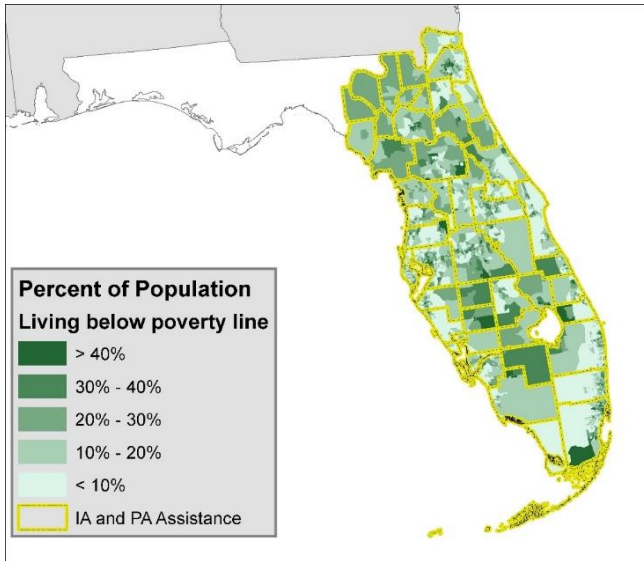 Percent of Population
Living below poverty line
> 40%
30% - 40%
20% - 30%
10% - 20%
< 10%
IA and PA Assistance